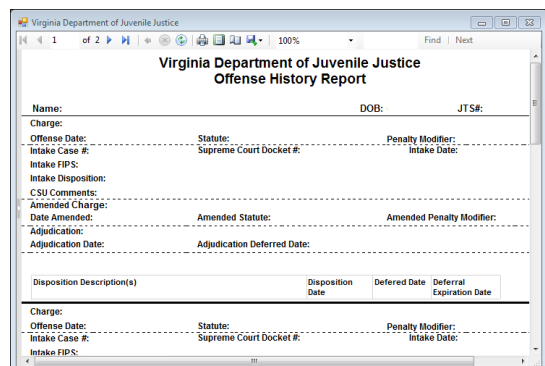 Virginia Department of Juvenile Justice
1 of 2 100% Find | Next
Virginia Department of Juvenile Justice
Offense History Report
Name: DOB: JTS#:
Charge:
Offense Date: Statute: Penalty Modifier:
Intake Case #: Supreme Court Docket #: Intake Date:
Intake FIPS:
Intake Disposition:
CSU Comments:
Amended Charge:
Date Amended: Amended Statute: Amended Penalty Modifier:
Adjudication:
Adjudication Date: Adjudication Deferred Date:
Disposition Description(s) Disposition Defered Date Deferral
Date Expiration Date
Charge:
Offense Date: Statute: Penalty Modifier:
Intake Case #: Supreme Court Docket #: Intake Date:
Intake FIPS: